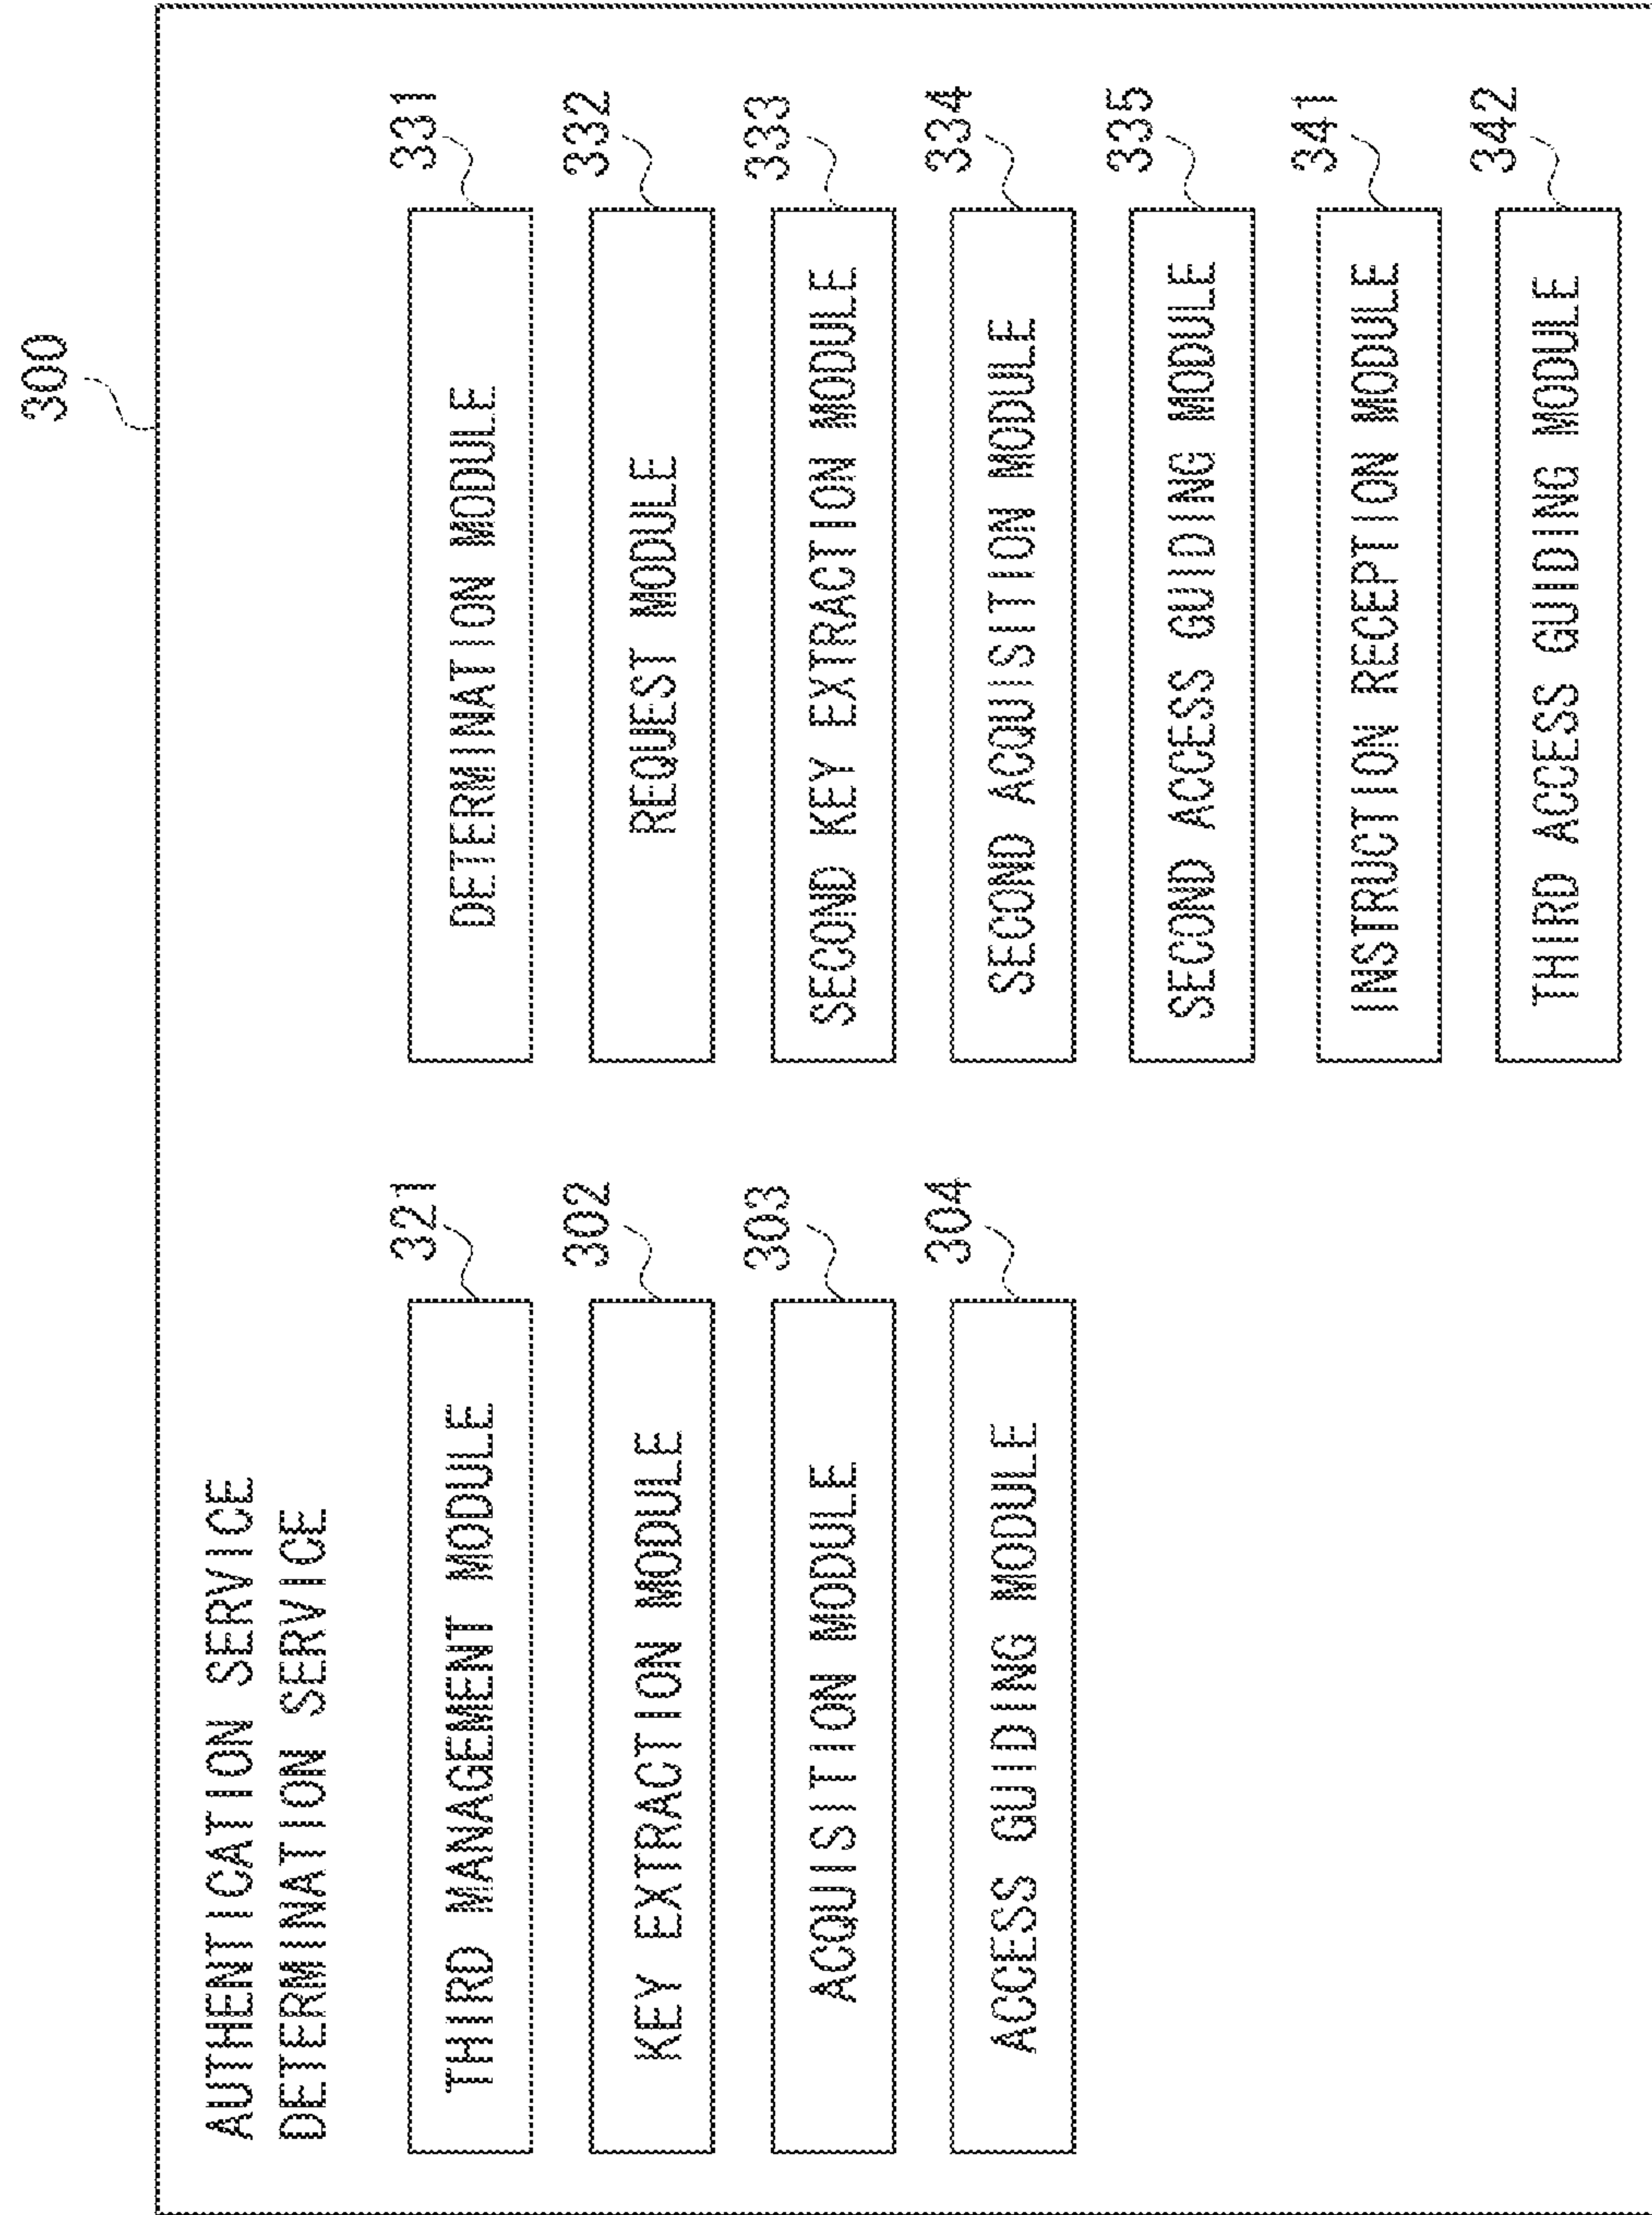 300
AUTHENTICATION SERVICE
DETERMINATION SERVICE
THIRD MANAGEMENT MODULE
321
KEY EXTRACTION MODULE
302
ACQUISITION MODULE
303
ACCESS GUIDING MODULE
304
DETERMINATION MODULE
331
REQUEST MODULE
332
SECOND KEY EXTRACTION MODULE
333
SECOND ACQUISITION MODULE
334
SECOND ACCESS GUIDING MODULE
335
INSTRUCTION RECEPTION MODULE
341
THIRD ACCESS GUIDING MODULE
342